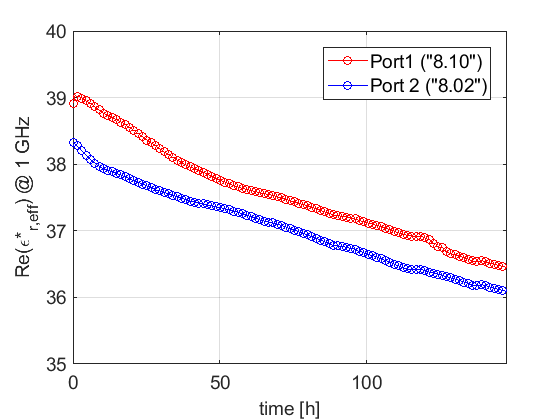 40
39
38
37
36
35
0
50
100
time [h]
Re(ϵ*r,eff) @ 1 GHz
Port1 ("8.10")
Port 2 ("8.02")